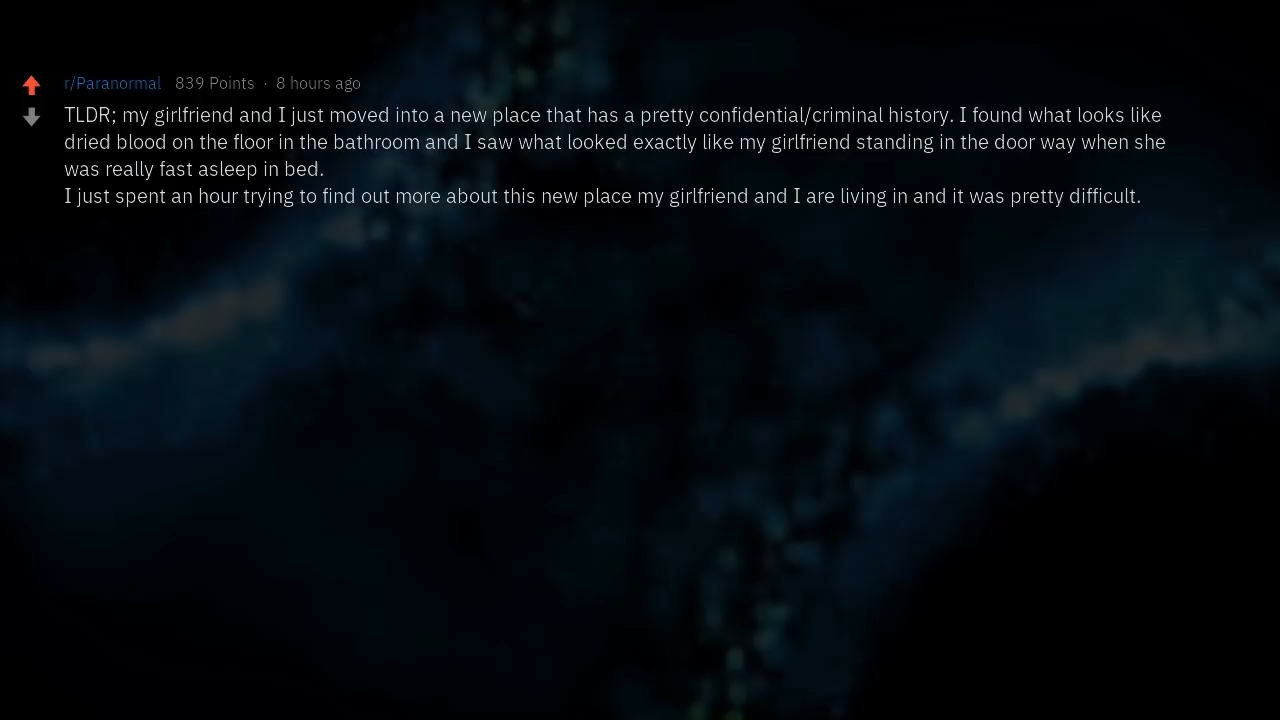 r/Paranormal 839 Points · 8 hours ago
TLDR; my girlfriend and I just moved into a new place that has a pretty confidential/criminal history. I found what looks like
dried blood on the floor in the bathroom and I saw what looked exactly like my girlfriend standing in the door way when she
was really fast asleep in bed.
I just spent an hour trying to find out more about this new place my girlfriend and I are living in and it was pretty difficult.